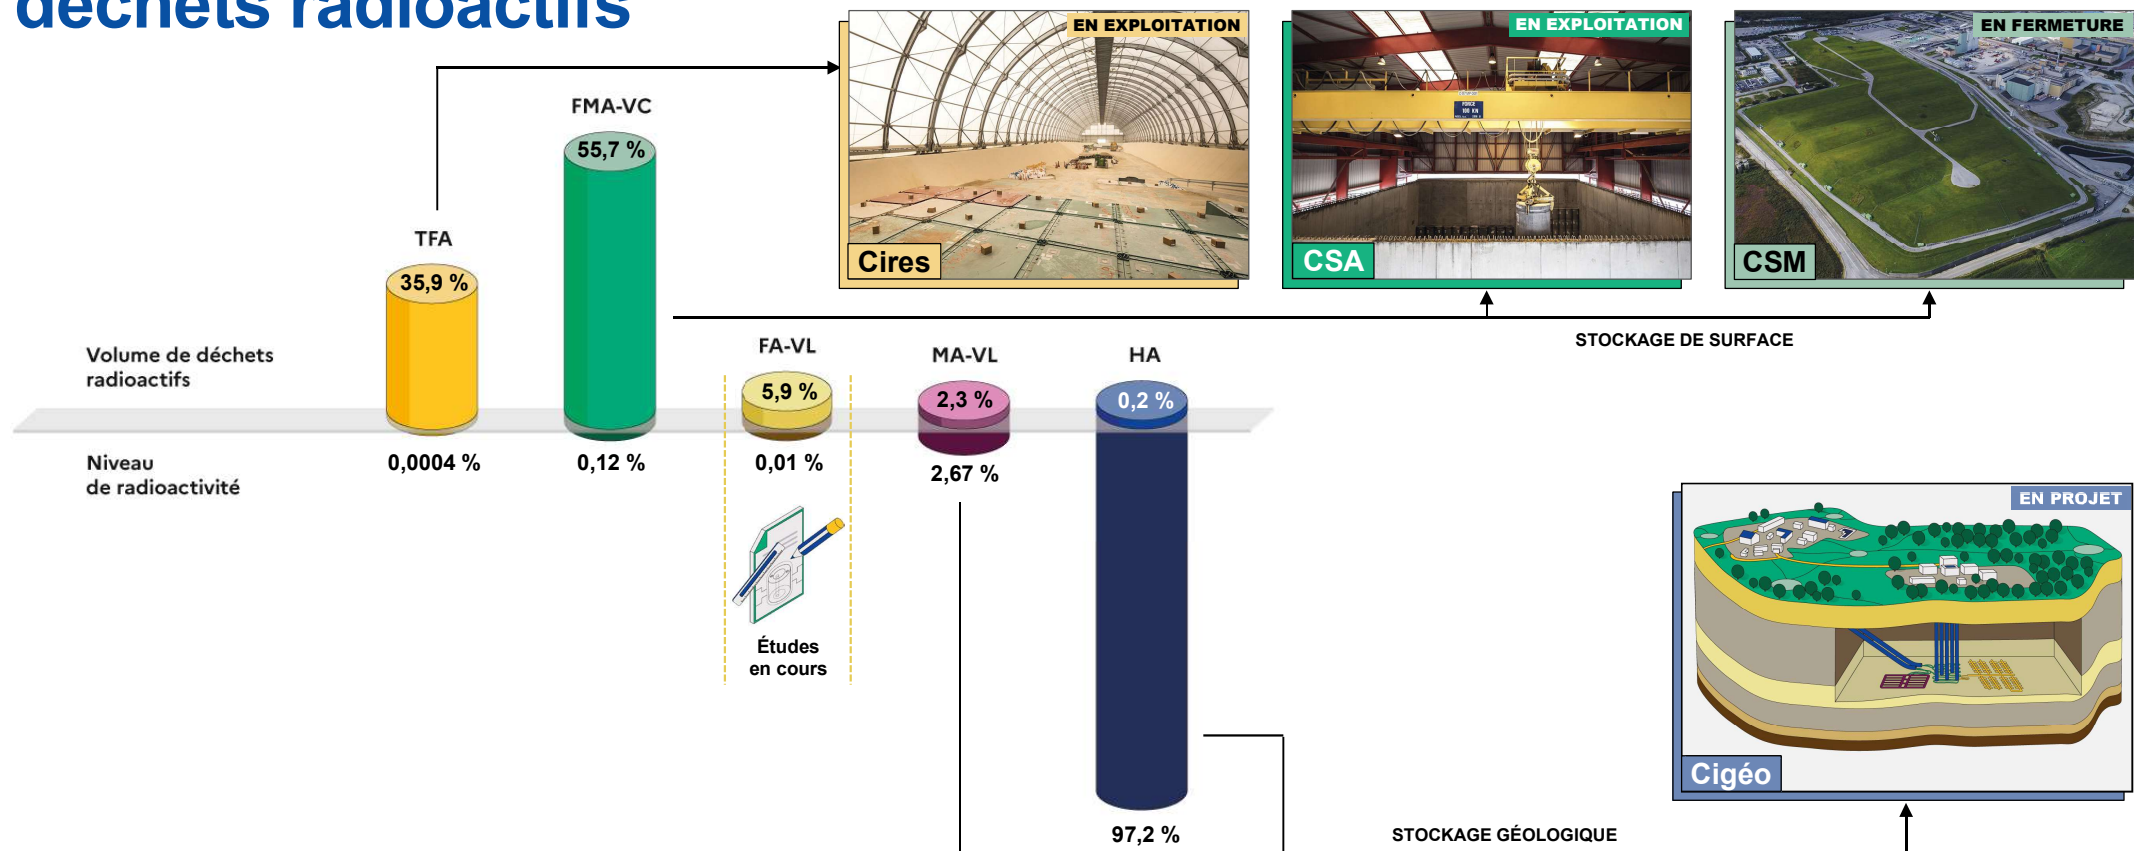 déchets radioactifs
EN EXPLOITATION
EN EXPLOITATION
EN FERMETURE
FMA-VC
55,7 %
TFA
35,9 %
Cires
CSA
CSM
STOCKAGE DE SURFACE
Volume de déchets
radioactifs
FA-VL
5,9 %
MA-VL
2,3 %
HA
0,2 %
Niveau
de radioactivité
0,0004 %
0,12 %
0,01 %
2,67 %
97,2 %
Études
en cours
EN PROJET
Cigéo
STOCKAGE GÉOLOGIQUE